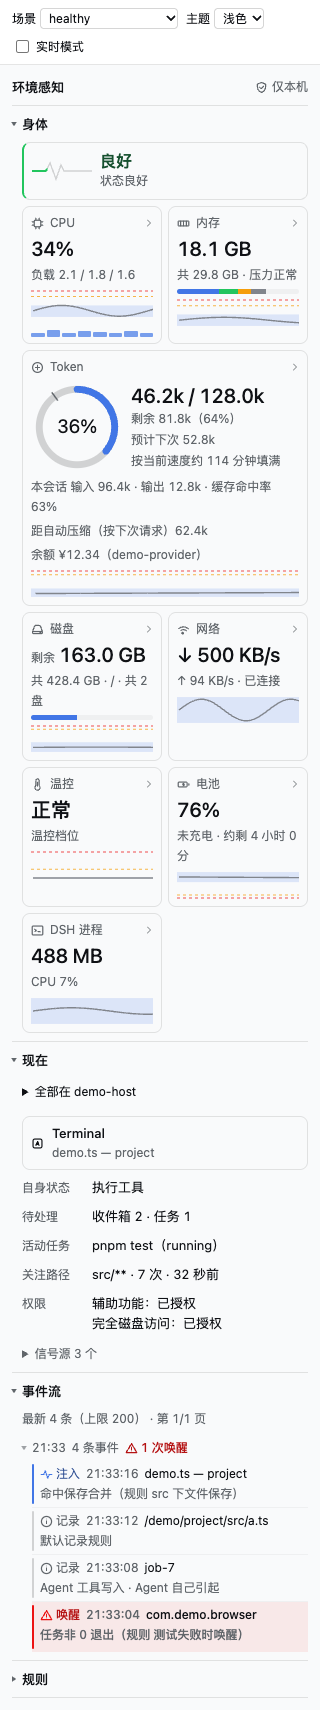 场景 healthy 主题 浅色
实时模式
环境感知 仅本机
身体
良好
状态良好
CPU
34%
负载 2.1 / 1.8 / 1.6
内存
18.1 GB
共 29.8 GB · 压力正常
Token
36%
46.2k / 128.0k
剩余 81.8k（64%）
预计下次 52.8k
按当前速度约 114 分钟填满
本会话 输入 96.4k · 输出 12.8k · 缓存命中率
63%
距自动压缩（按下次请求）62.4k
余额 ¥12.34（demo-provider）
磁盘
剩余 163.0 GB
共 428.4 GB · / · 共 2
盘
网络
↓ 500 KB/s
↑ 94 KB/s · 已连接
温控
正常
温控档位
电池
76%
未充电 · 约剩 4 小时 0
分
DSH 进程
488 MB
CPU 7%
现在
全部在 demo-host
Terminal
demo.ts — project
自身状态 执行工具
待处理 收件箱 2 · 任务 1
活动任务 pnpm test（running）
关注路径 src/** · 7 次 · 32 秒前
权限 辅助功能：已授权
完全磁盘访问：已授权
信号源 3 个
事件流
最新 4 条（上限 200） · 第 1/1 页
21:33 4 条事件 1 次唤醒
注入 21:33:16 demo.ts — project
命中保存合并（规则 src 下文件保存）
记录 21:33:12 /demo/project/src/a.ts
默认记录规则
记录 21:33:08 job-7
Agent 工具写入 · Agent 自己引起
唤醒 21:33:04 com.demo.browser
任务非 0 退出（规则 测试失败时唤醒）
规则